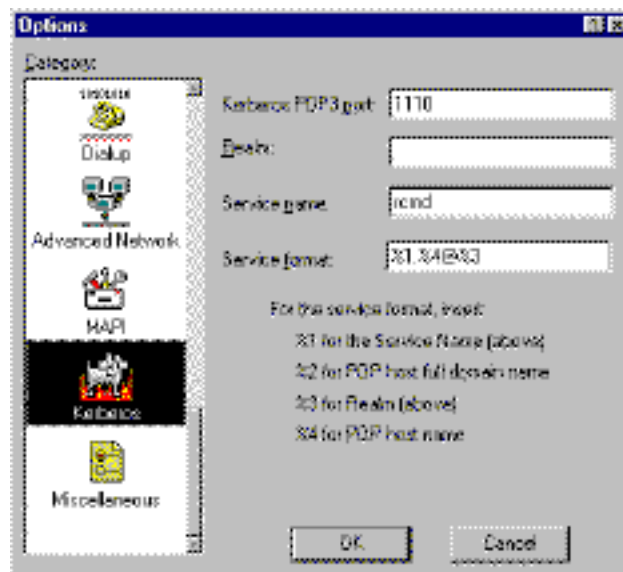 Options
Category:
Dialup
Advanced Network
MAPI
Kerberos
Miscellaneous
Kerberos POP3 port: 1110
Realm:
Service name: rcmd
Service format: %1.%4@%3
For the service format, insert:
%1 for the Service Name (above)
%2 for POP host full domain name
%3 for Realm (above)
%4 for POP host name
OK
Cancel